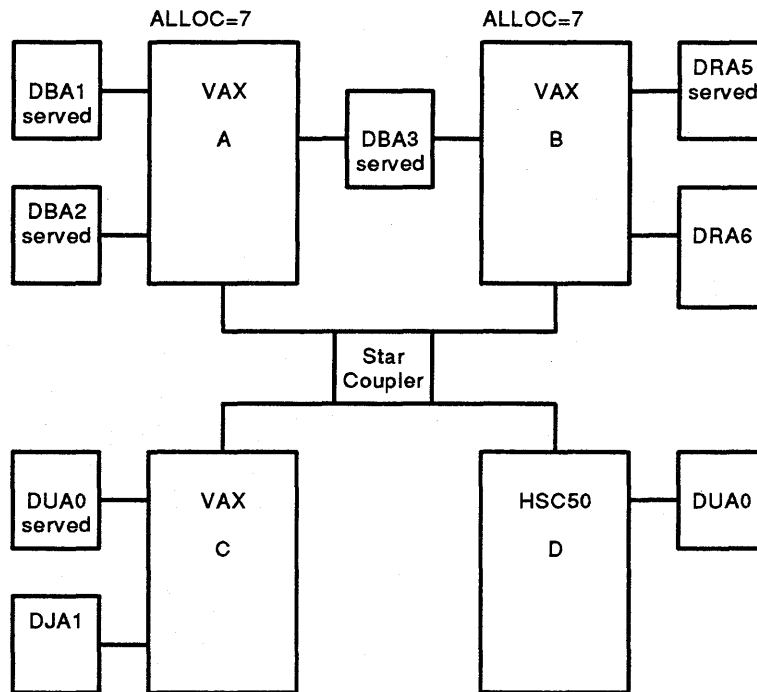 ALLOC=7
ALLOC=7
DBA1
served
VAX
A
DBA3
served
VAX
B
DRA5
served
DBA2
served
DRA6
Star
Coupler
DUA0
served
VAX
C
HSC50
D
DUA0
DJA1